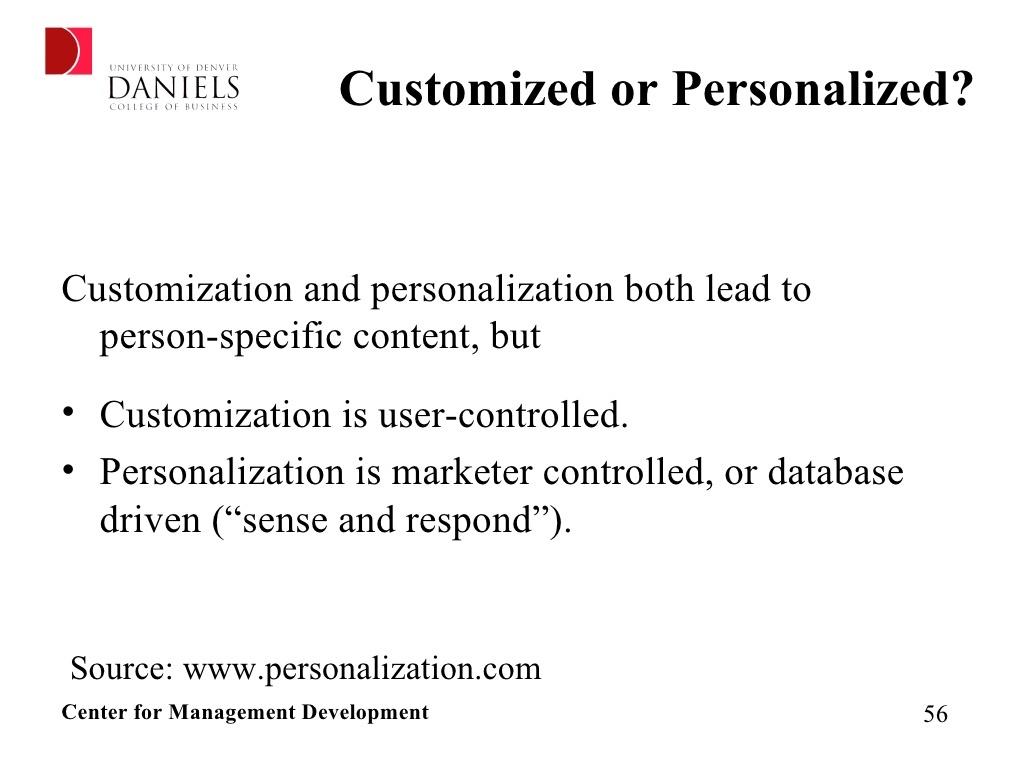 UNIVERSITY OF DENVER
DANIELS
COLLEGE OF BUSINESS
Customized or Personalized?
Customization and personalization both lead to
person-specific content, but
• Customization is user-controlled.
• Personalization is marketer controlled, or database
driven (“sense and respond”).
Source: www.personalization.com
Center for Management Development
56